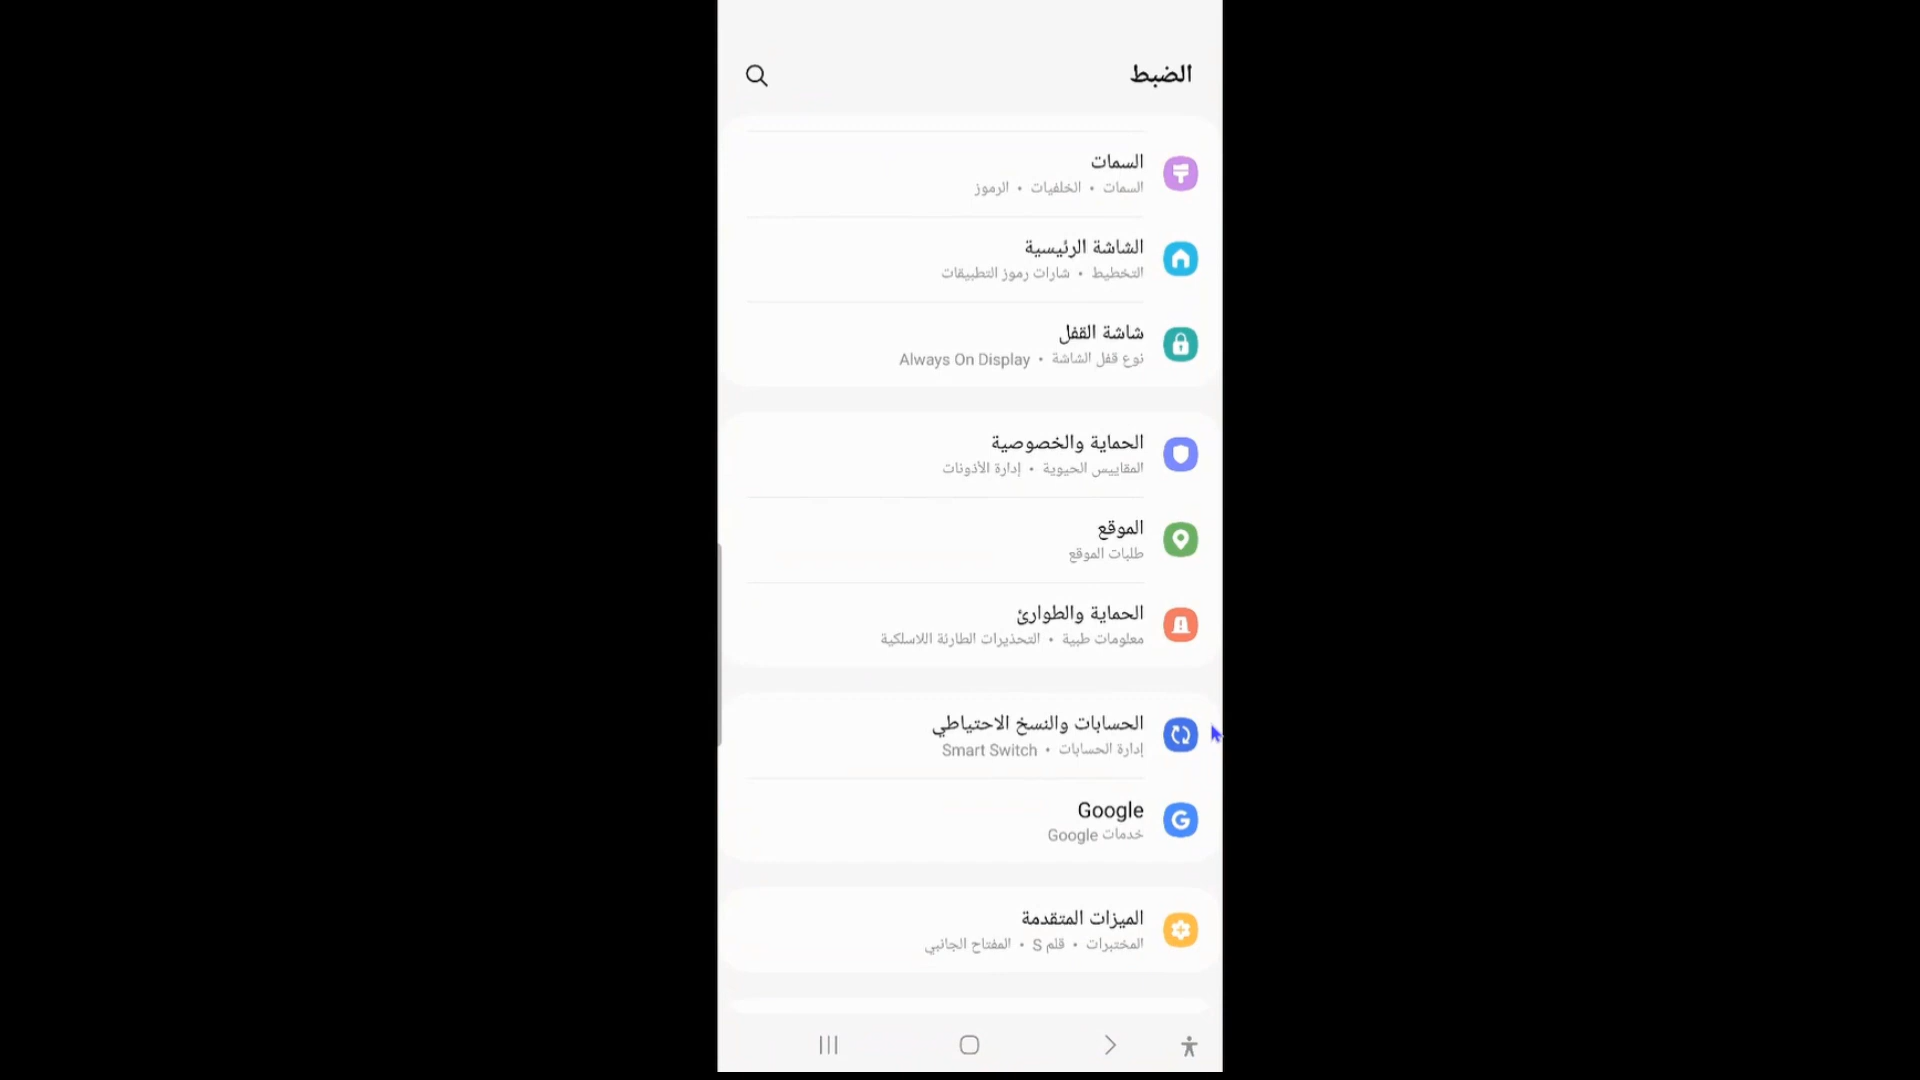 الضبط
السمات
السمات • الخلفيات • الرموز
الشاشة الرئيسية
التخطيط • شارات رموز التطبيقات
شاشة القفل
نوع قفل الشاشة • Always On Display
الحماية والخصوصية
المقاييس الحيوية • إدارة الأذونات
الموقع
طلبات الموقع
الحماية والطوارئ
معلومات طبية • التحذيرات الطارئة اللاسلكية
الحسابات والنسخ الاحتياطي
إدارة الحسابات • Smart Switch
Google
خدمات Google
الميزات المتقدمة
المختبرات • قلم S • المفتاح الجانبي